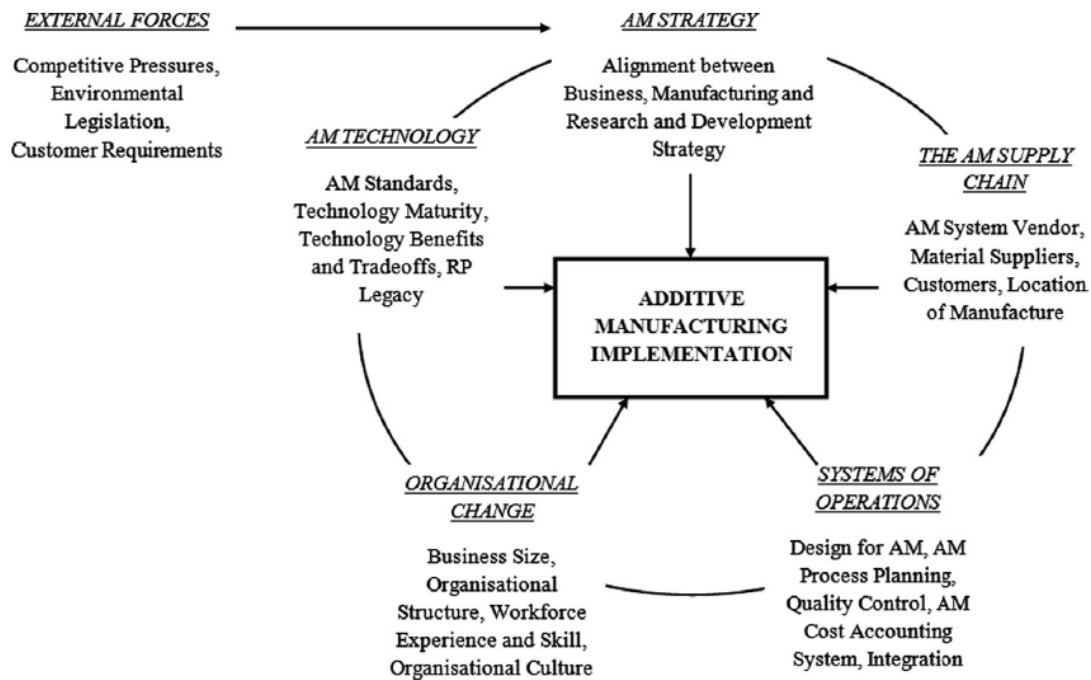 EXTERNAL FORCES
Competitive Pressures,
Environmental
Legislation,
Customer Requirements
AM STRATEGY
Alignment between
Business, Manufacturing and
Research and Development
Strategy
AM TECHNOLOGY
AM Standards,
Technology Maturity,
Technology Benefits
and Tradeoffs, RP
Legacy
THE AM SUPPLY
CHAIN
AM System Vendor,
Material Suppliers,
Customers, Location
of Manufacture
ADDITIVE
MANUFACTURING
IMPLEMENTATION
ORGANISATIONAL
CHANGE
Business Size,
Organisational
Structure, Workforce
Experience and Skill,
Organisational Culture
SYSTEMS OF
OPERATIONS
Design for AM, AM
Process Planning,
Quality Control, AM
Cost Accounting
System, Integration